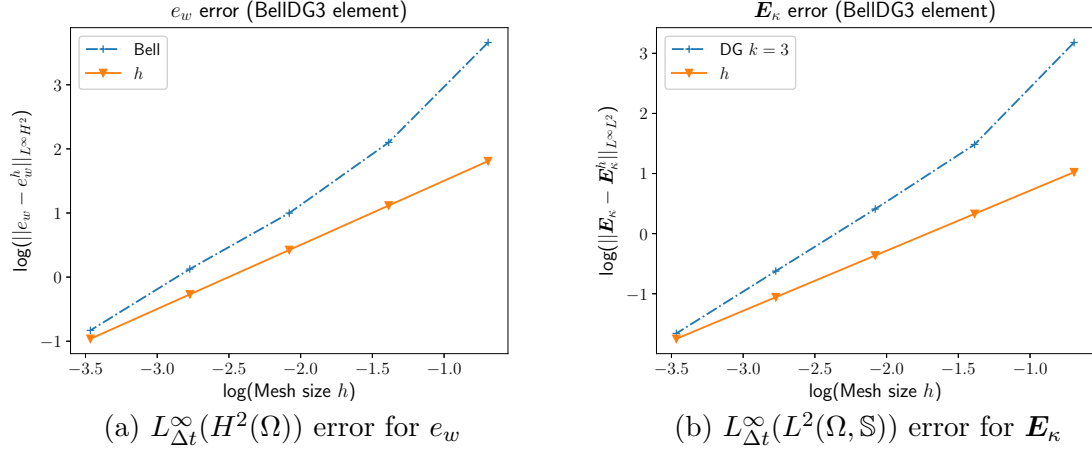 e_w error (BellDG3 element)
Bell
h
log(||e_w − e_w^h||_{L^∞H^2})
3
2
1
0
−1
−3.5 −3.0 −2.5 −2.0 −1.5 −1.0
log(Mesh size h)
(a) L^∞_{Δt}(H^2(Ω)) error for e_w
E_κ error (BellDG3 element)
DG k = 3
h
log(||E_κ − E_κ^h||_{L^∞L^2})
3
2
1
0
−1
−3.5 −3.0 −2.5 −2.0 −1.5 −1.0
log(Mesh size h)
(b) L^∞_{Δt}(L^2(Ω, 𝕊)) error for E_κ